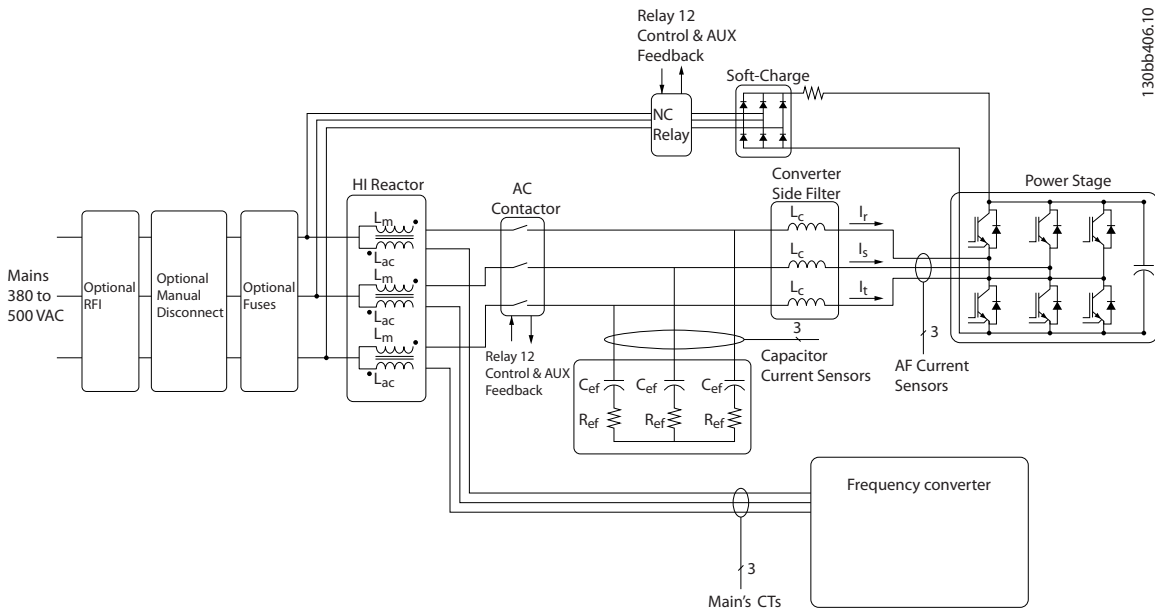 130bb406.10
Relay 12
Control & AUX
Feedback
Soft-Charge
NC
Relay
HI Reactor
AC
Contactor
Converter
Side Filter
Power Stage
Lm
Lac
Lm
Lac
Lm
Lac
Lc
Lc
Lc
Ir
Is
It
Mains
380 to
500 VAC
Optional
RFI
Optional
Manual
Disconnect
Optional
Fuses
Relay 12
Control & AUX
Feedback
3
Capacitor
Current Sensors
3
AF Current
Sensors
Cef
Cef
Cef
Ref
Ref
Ref
Frequency converter
3
Main's CTs